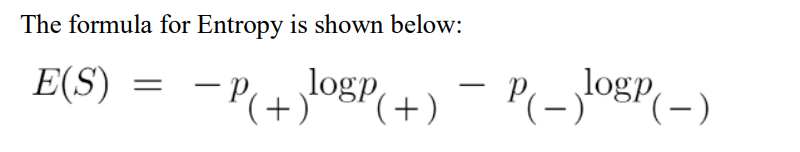 The formula for Entropy is shown below:
E(S) = −p(+)logp(+) − p(−)logp(−)